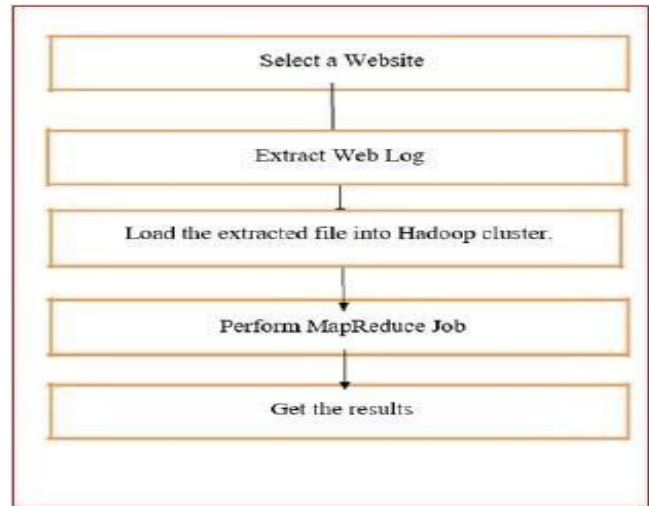 Select a Website
Extract Web Log
Load the extracted file into Hadoop cluster.
Perform MapReduce Job
Get the results